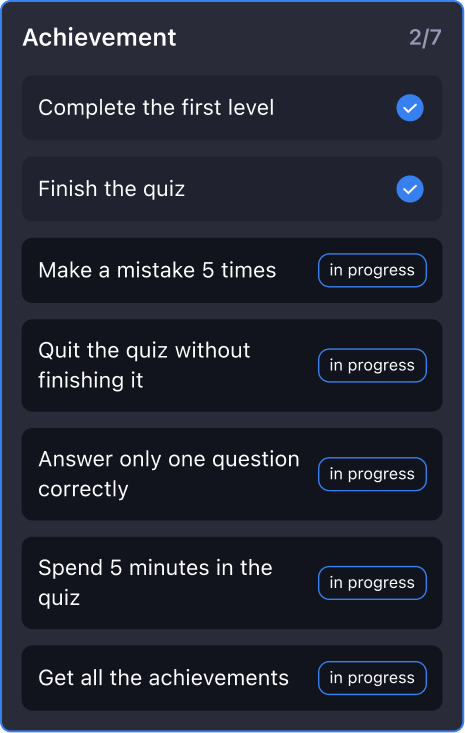 Achievement 2/7
Complete the first level
Finish the quiz
Make a mistake 5 times in progress
Quit the quiz without
finishing it
in progress
Answer only one question
correctly
in progress
Spend 5 minutes in the
quiz
in progress
Get all the achievements in progress